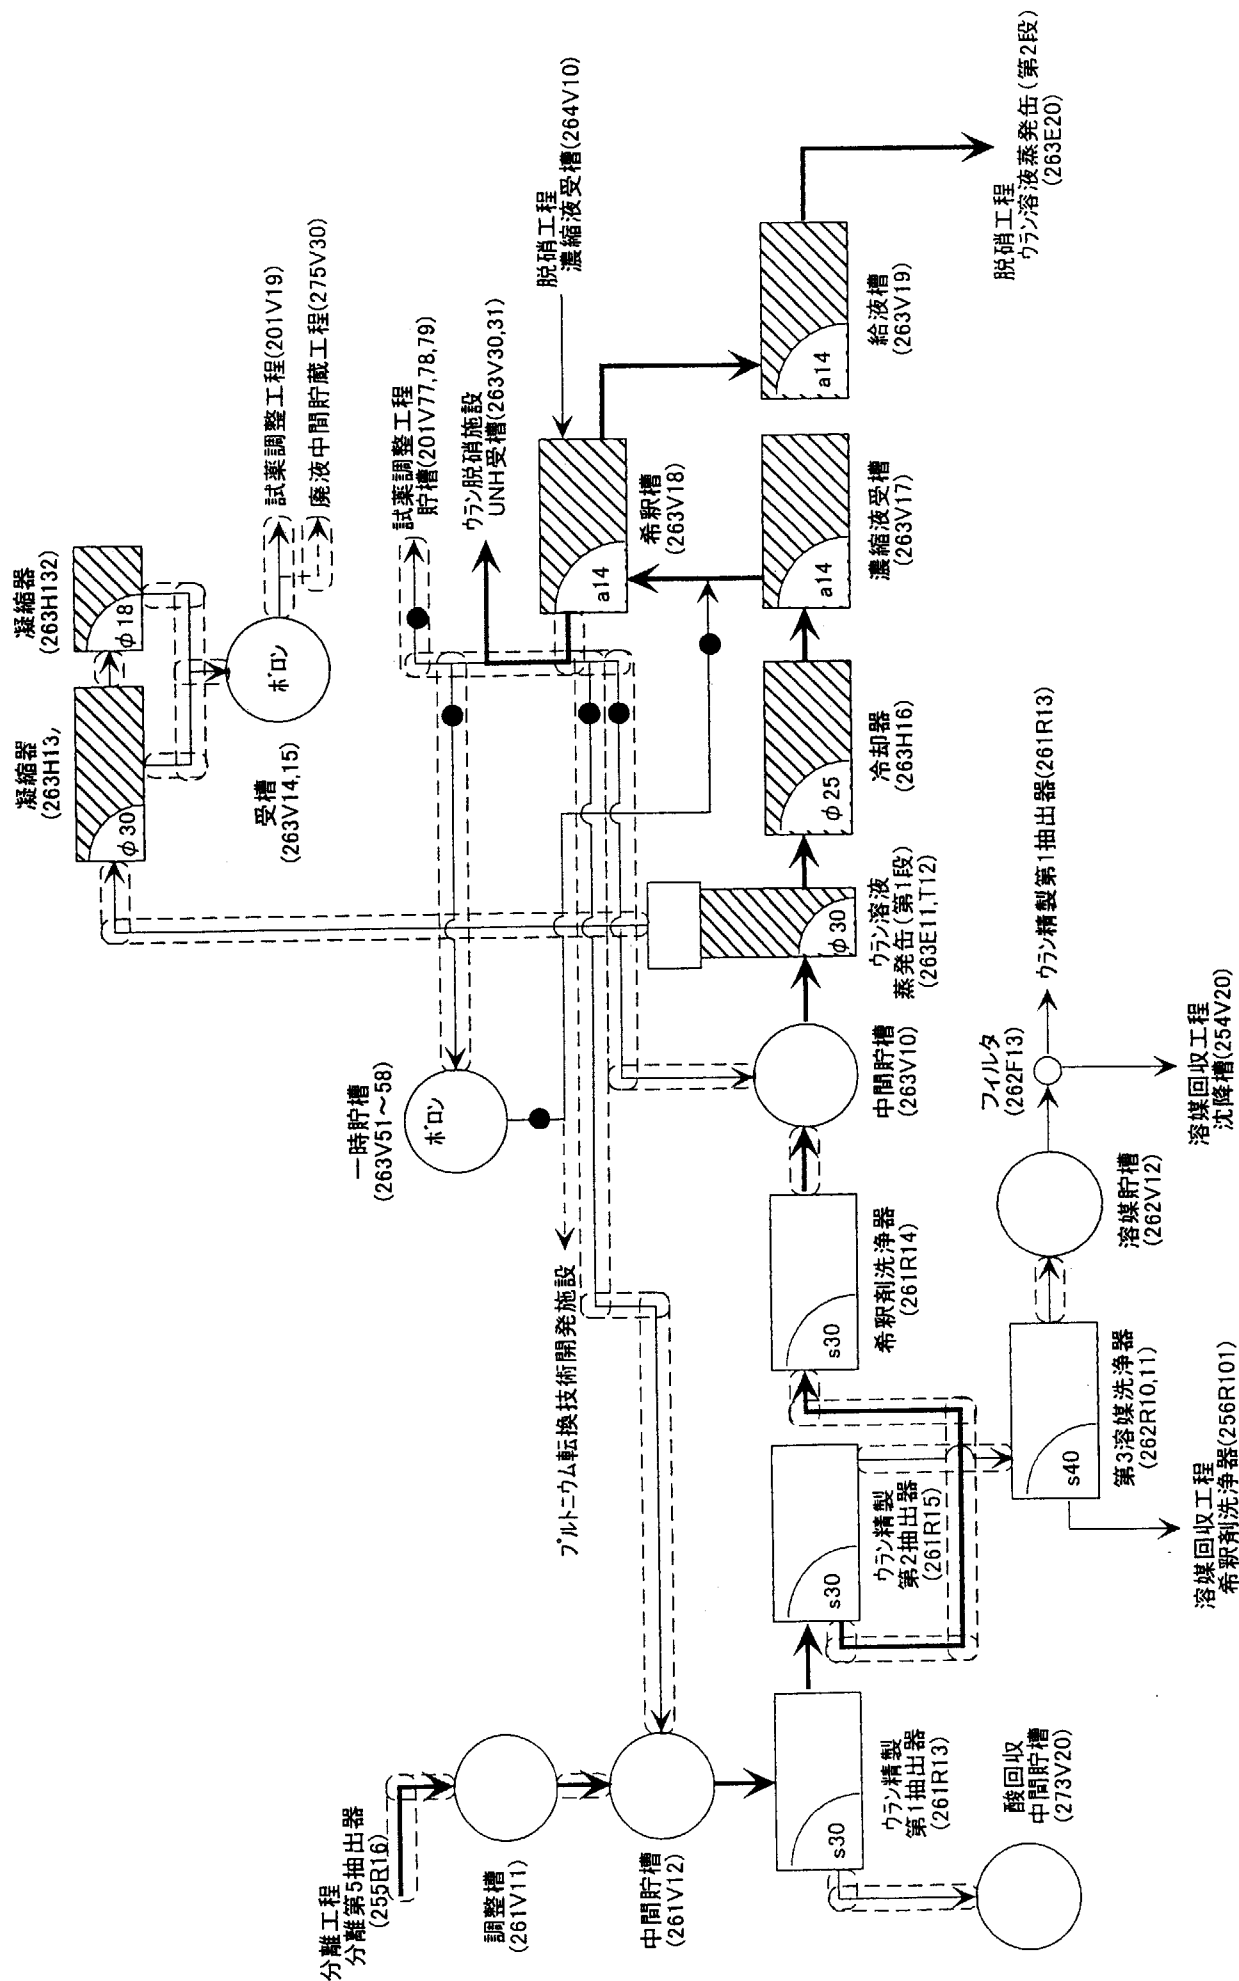 分離工程
分離第5抽出器
(255R16)
調整槽
(261V11)
中間貯槽
(261V12)
s30
ウラン精製
第1抽出器
(261R13)
酸回収
中間貯槽
(273V20)
s30
ウラン精製
第2抽出器
(261R15)
s30
希釈剤洗浄器
(261R14)
s40
第3溶媒洗浄器
(262R10,11)
溶媒回収工程
希釈剤洗浄器(256R101)
溶媒貯槽
(262V12)
フィルタ
(262F13)
ウラン精製第1抽出器(261R13)
溶媒回収工程
沈降槽(254V20)
中間貯槽
(263V10)
プルトニウム転換技術開発施設
一時貯槽
(263V51～58)
ボロン
φ30
ウラン溶液
蒸発缶(第1段)
(263E11,T12)
φ25
冷却器
(263H16)
a14
濃縮液受槽
(263V17)
a14
希釈槽
(263V18)
a14
給液槽
(263V19)
脱硝工程
濃縮液受槽(264V10)
脱硝工程
ウラン溶液蒸発缶(第2段)
(263E20)
試薬調整工程
貯槽(201V77,78,79)
ウラン脱硝施設
UNH受槽(263V30,31)
凝縮器
(263H13)
φ30
凝縮器
(263H132)
φ18
受槽
(263V14,15)
ボロン
試薬調整工程(201V19)
廃液中間貯蔵工程(275V30)